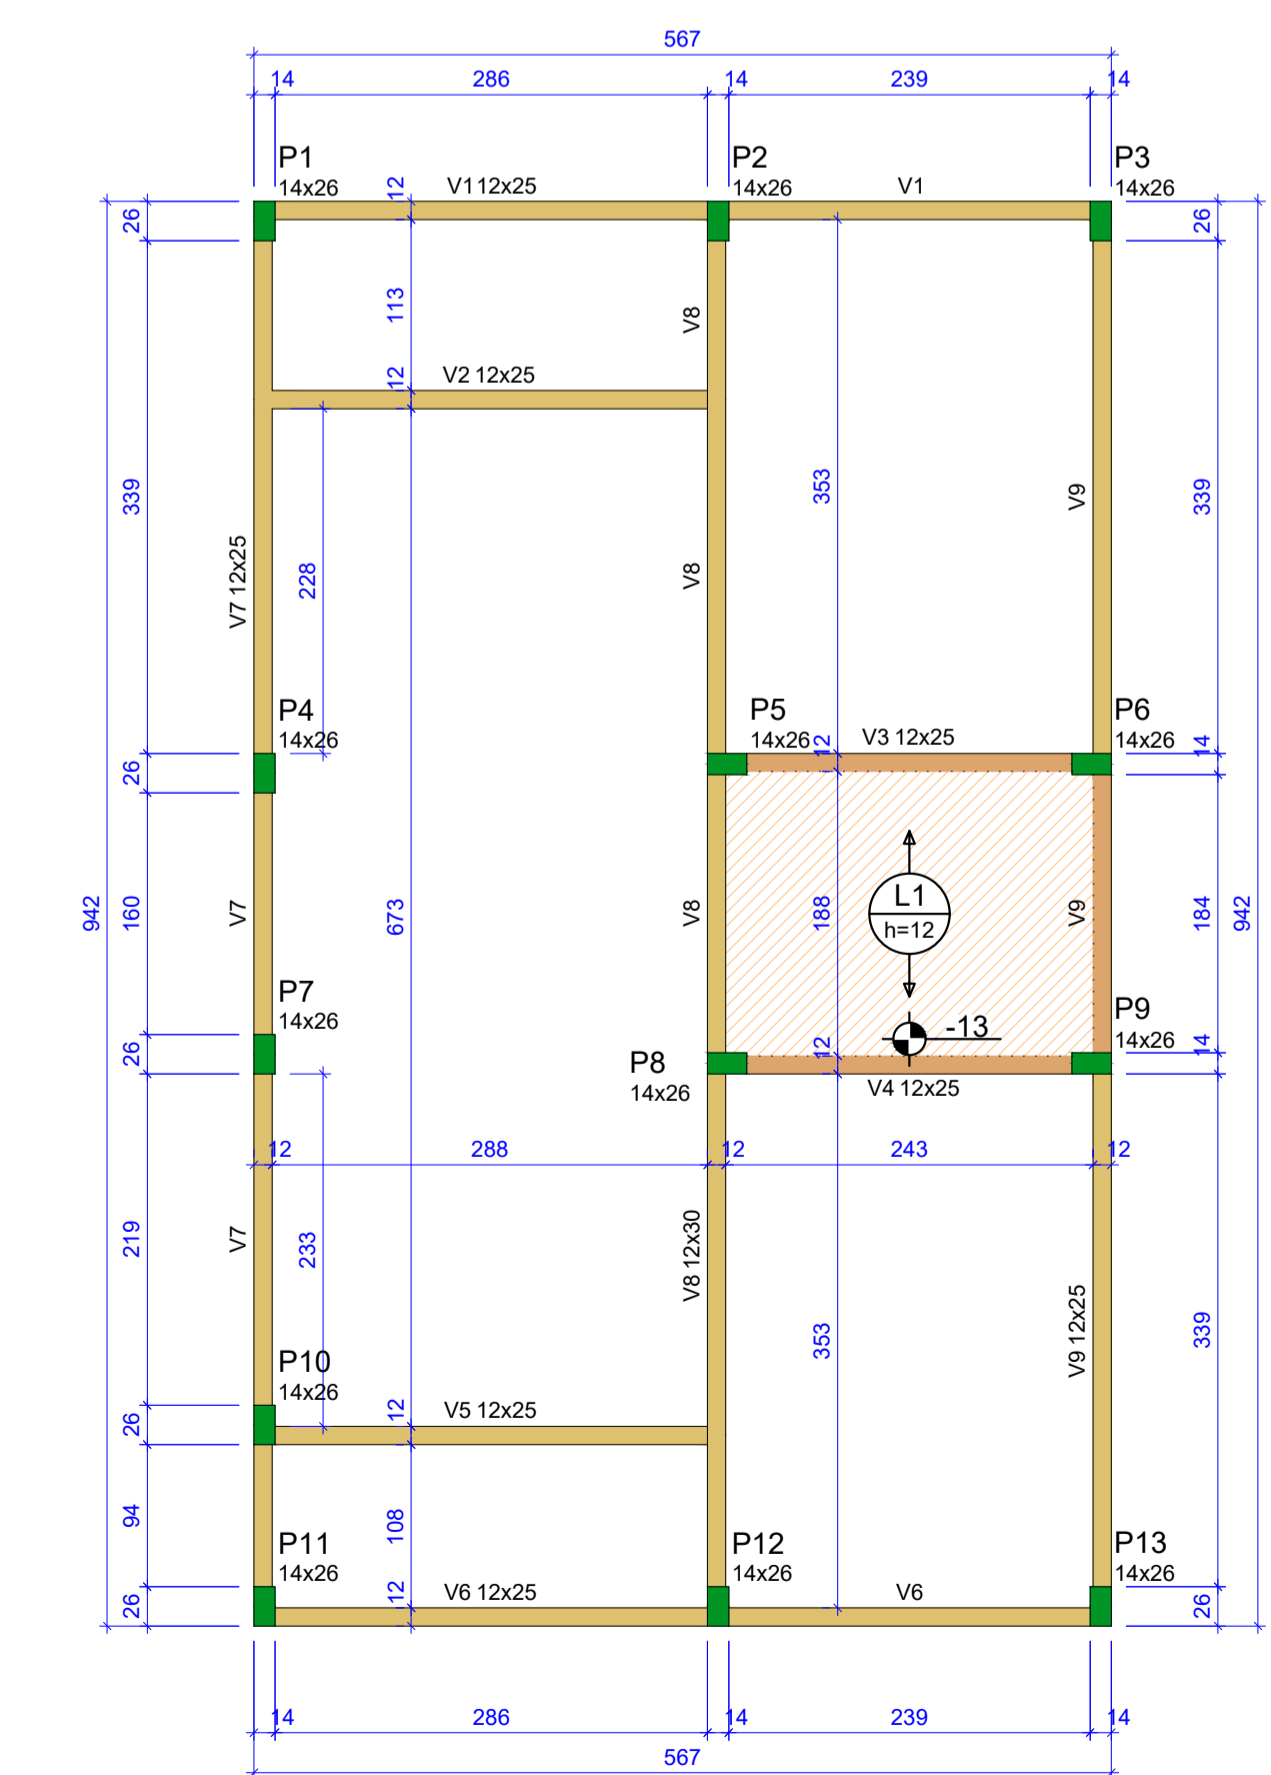 567
14 286 14 239 14
P1 P2 P3
14x26 12 V112x25 14x26 V1 14x26
26 26
113 V8
12 V2 12x25
339 228 V7 12x25 V8 353 V9 339
P4 P5 P6
14x26 14x26 12 V3 12x25 14x26 14
26
L1
h=12
942 160 V7 673 V8 188 V9 184 942
P7 P9
14x26 12 -13 14x26 14
26 P8
14x26 V4 12x25
12 288 12 243 12
219 V7 233 V8 12x30 353 V9 12x25 339
P10
14x26 12 V5 12x25
26
94 108
P11 P12 P13
14x26 14x26 14x26
26 12 V6 12x25 V6 26
14 286 14 239 14
567